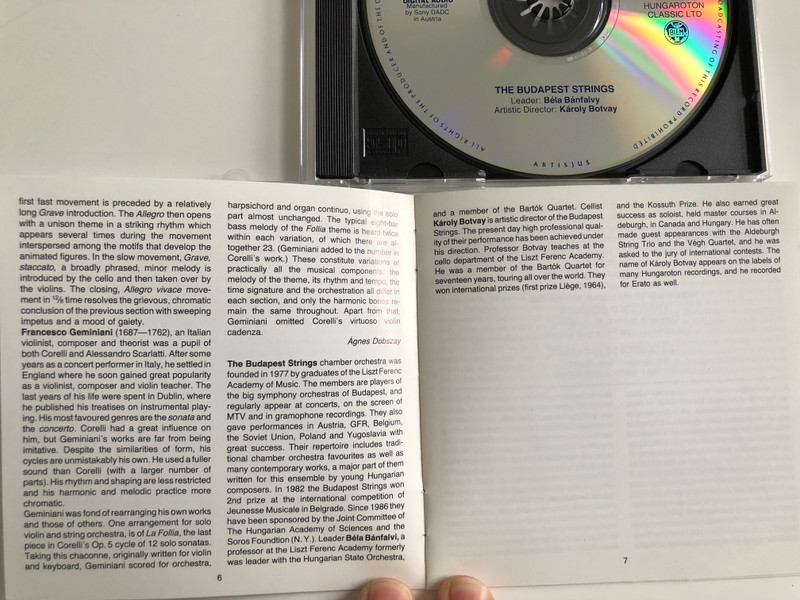 DIGITAL AUDIO
Manufactured
by Sony DADC
in Austria
HUNGAROTON
CLASSIC LTD
BIEM
THE BUDAPEST STRINGS
Leader: Béla Bánfalvy
Artistic Director: Károly Botvay
ALL RIGHTS OF THE PRODUCER AND OF THE
BROADCASTING OF THIS RECORD PROHIBITED
ARTISJUS
first fast movement is preceded by a relatively
long Grave introduction. The Allegro then opens
with a unison theme in a striking rhythm which
appears several times during the movement
interspersed among the motifs that develop the
animated figures. In the slow movement, Grave,
staccato, a broadly phrased, minor melody is
introduced by the cello and then taken over by
the violins. The closing, Allegro vivace move-
ment in 12/8 time resolves the grievous, chromatic
conclusion of the previous section with sweeping
impetus and a mood of gaiety.
Francesco Geminiani (1687—1762), an Italian
violinist, composer and theorist was a pupil of
both Corelli and Alessandro Scarlatti. After some
years as a concert performer in Italy, he settled in
England where he soon gained great popularity
as a violinist, composer and violin teacher. The
last years of his life were spent in Dublin, where
he published his treatises on instrumental play-
ing. His most favoured genres are the sonata and
the concerto. Corelli had a great influence on
him, but Geminiani's works are far from being
imitative. Despite the similarities of form, his
cycles are unmistakably his own. He used a fuller
sound than Corelli (with a larger number of
parts). His rhythm and shaping are less restricted
and his harmonic and melodic practice more
chromatic.
Geminiani was fond of rearranging his own works
and those of others. One arrangement for solo
violin and string orchestra, is of La Follia, the last
piece in Corelli's Op. 5 cycle of 12 solo sonatas.
Taking this chaconne, originally written for violin
and keyboard, Geminiani scored for orchestra,
harpsichord and organ continuo, using the solo
part almost unchanged. The typical eight-bar
bass melody of the Follia theme is heard twice
within each variation, of which there are al-
together 23. (Geminiani added to the number in
Corelli's work.) These constitute variations of
practically all the musical components: the
melody of the theme, its rhythm and tempo, the
time signature and the orchestration all differ in
each section, and only the harmonic bones re-
main the same throughout. Apart from that,
Geminiani omitted Corelli's virtuoso violin
cadenza.
Ágnes Dobszay
The Budapest Strings chamber orchestra was
founded in 1977 by graduates of the Liszt Ferenc
Academy of Music. The members are players of
the big symphony orchestras of Budapest, and
regularly appear at concerts, on the screen of
MTV and in gramophone recordings. They also
gave performances in Austria, GFR, Belgium,
the Soviet Union, Poland and Yugoslavia with
great success. Their repertoire includes tradi-
tional chamber orchestra favourites as well as
many contemporary works, a major part of them
written for this ensemble by young Hungarian
composers. In 1982 the Budapest Strings won
2nd prize at the international competition of
Jeunesse Musicale in Belgrade. Since 1986 they
have been sponsored by the Joint Committee of
The Hungarian Academy of Sciences and the
Soros Foundtion (N. Y.). Leader Béla Bánfalvi, a
professor at the Liszt Ferenc Academy formerly
was leader with the Hungarian State Orchestra,
6
and a member of the Bartók Quartet. Cellist
Károly Botvay is artistic director of the Budapest
Strings. The present day high professional qual-
ity of their performance has been achieved under
his direction. Professor Botvay teaches at the
cello department of the Liszt Ferenc Academy.
He was a member of the Bartók Quartet for
seventeen years, touring all over the world. They
won international prizes (first prize Liège, 1964),
and the Kossuth Prize. He also earned great
success as soloist, held master courses in Al-
deburgh, in Canada and Hungary. He has often
made guest appearances with the Aldeburgh
String Trio and the Végh Quartet, and he was
asked to the jury of international contests. The
name of Károly Botvay appears on the labels of
many Hungaroton recordings, and he recorded
for Erato as well.
7